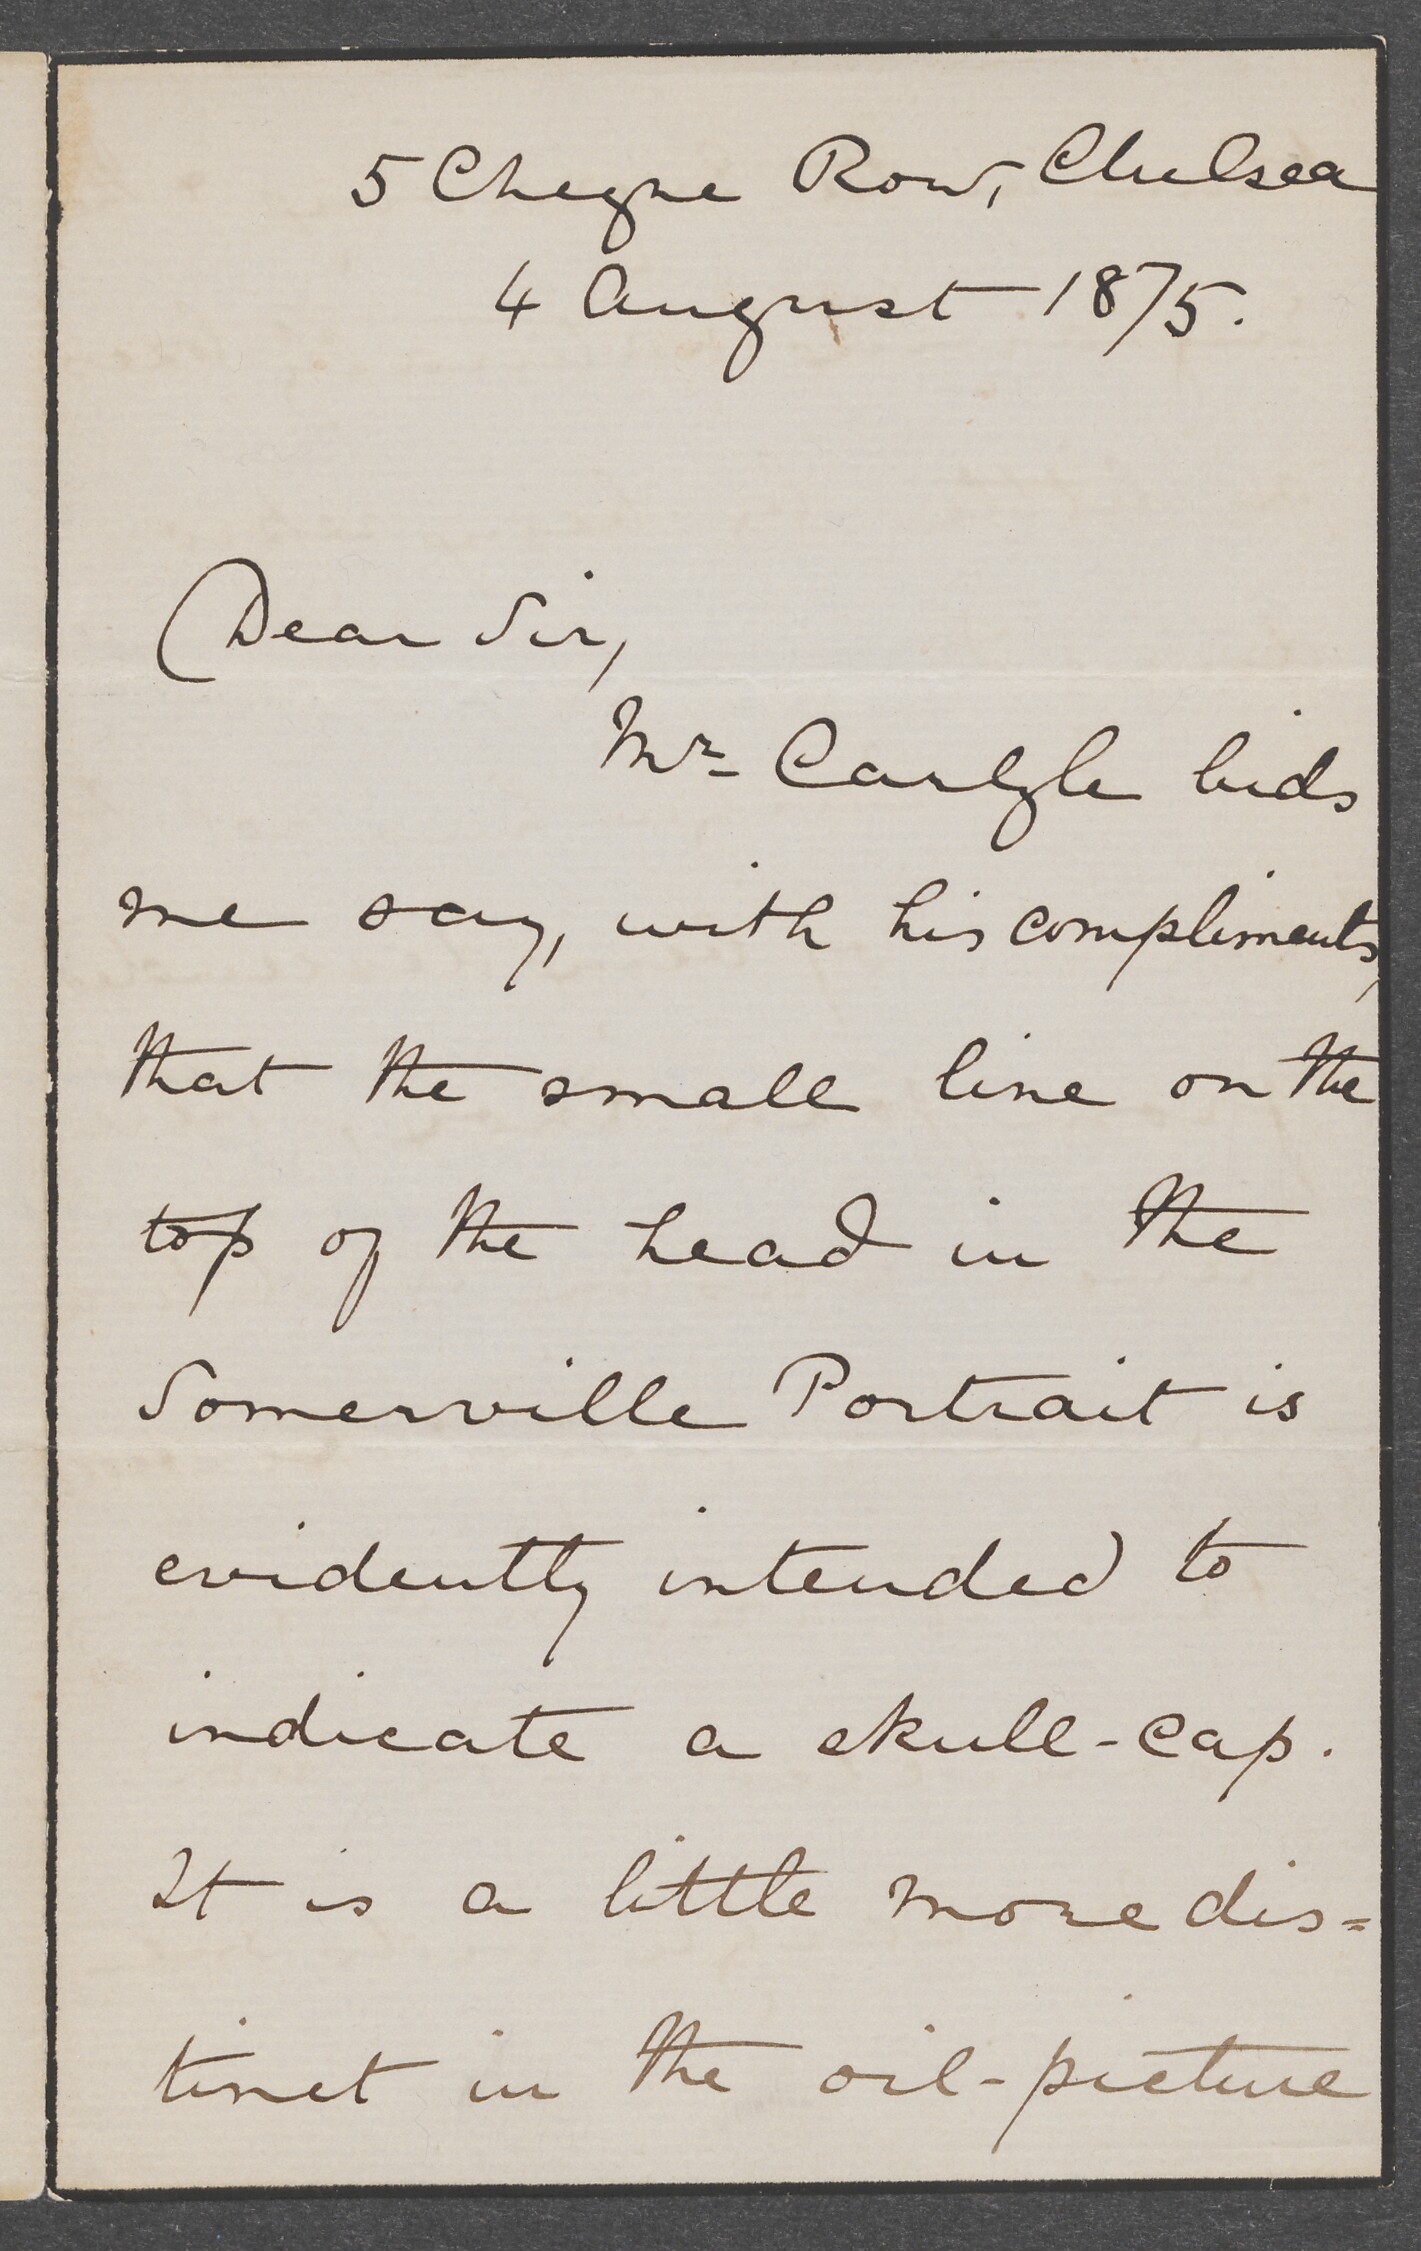 5 Cheyne Row, Chelsea
4 August 1875.
Dear Sir,
Mr. Carlyle bids
me say, with his compliments,
that the small line on the
top of the head in the
Somerville Portrait is
evidently intended to
indicate a skull-cap.
It is a little more dis=
tinct in the oil-picture